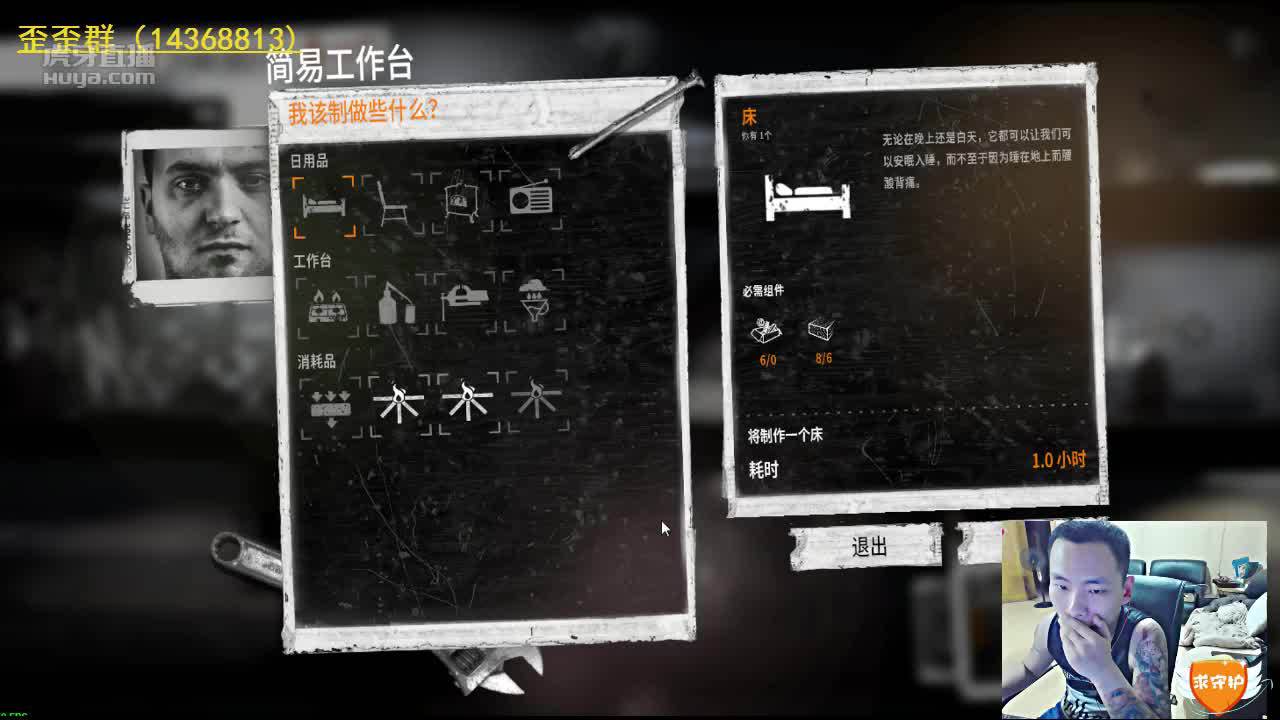 歪歪群（14368813）
虎牙直播
Huya.com
简易工作台
我该制做些什么?
日用品
工作台
消耗品
床
你有 1个
无论在晚上还是白天，它都可以让我们可
以安眠入睡，而不至于因为睡在地上而腰
酸背痛。
必需组件
6/0
8/6
将制作一个床
耗时
1.0 小时
退出
求守护